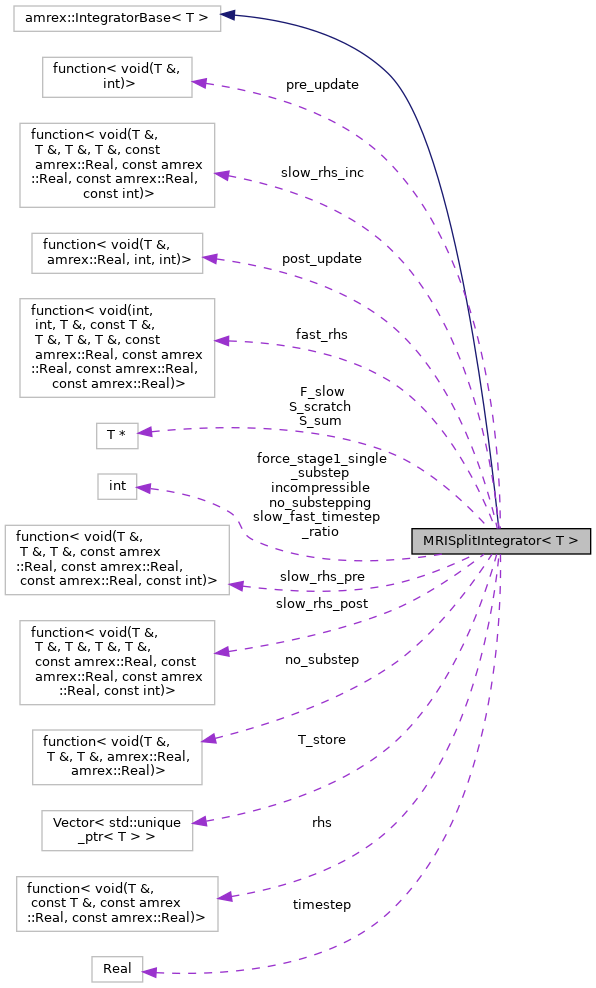 amrex::IntegratorBase< T >
function< void(T &,
int)>
pre_update
function< void(T &,
T &, T &, T &, const
amrex::Real, const amrex
::Real, const amrex::Real,
const int)>
slow_rhs_inc
function< void(T &,
amrex::Real, int, int)>
post_update
function< void(int,
int, T &, const T &,
T &, T &, T &, const
amrex::Real, const amrex
::Real, const amrex::Real,
const amrex::Real)>
fast_rhs
T *
F_slow
S_scratch
S_sum
int
force_stage1_single
_substep
incompressible
no_substepping
slow_fast_timestep
_ratio
MRISplitIntegrator< T >
function< void(T &,
T &, T &, const amrex
::Real, const amrex::Real,
const amrex::Real, const int)>
slow_rhs_pre
function< void(T &,
T &, T &, T &, T &,
const amrex::Real, const
amrex::Real, const amrex
::Real, const int)>
slow_rhs_post
function< void(T &,
T &, T &, amrex::Real,
amrex::Real)>
no_substep
Vector< std::unique
_ptr< T > >
T_store
function< void(T &,
const T &, const amrex
::Real, const amrex::Real)>
rhs
Real
timestep